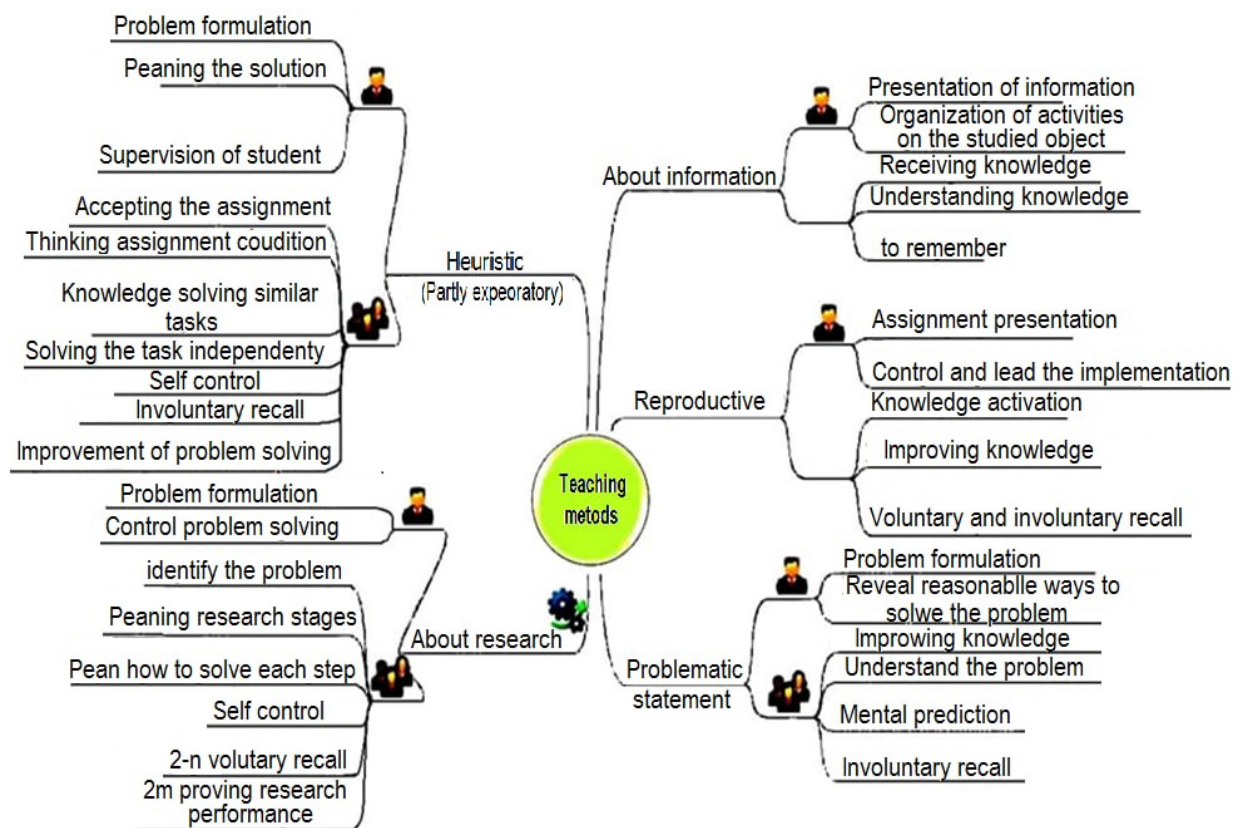 Problem formulation
Peaning the solution
Supervision of student
Accepting the assignment
Thinking assignment coudition
Knowledge solving similar
tasks
Solving the task independenty
Self control
Involuntary recall
Improvement of problem solving
Heuristic
(Partly expeoratory)
Problem formulation
Control problem solving
identify the problem
Peaning research stages
Pean how to solve each step
Self control
2-n volutary recall
2m proving research
performance
About research
Teaching
metods
About information
Presentation of information
Organization of activities
on the studied object
Receiving knowledge
Understanding knowledge
to remember
Reproductive
Assignment presentation
Control and lead the implementation
Knowledge activation
Improving knowledge
Voluntary and involuntary recall
Problematic
statement
Problem formulation
Reveal reasonablle ways to
solwe the problem
Improwing knowledge
Understand the problem
Mental prediction
Involuntary recall